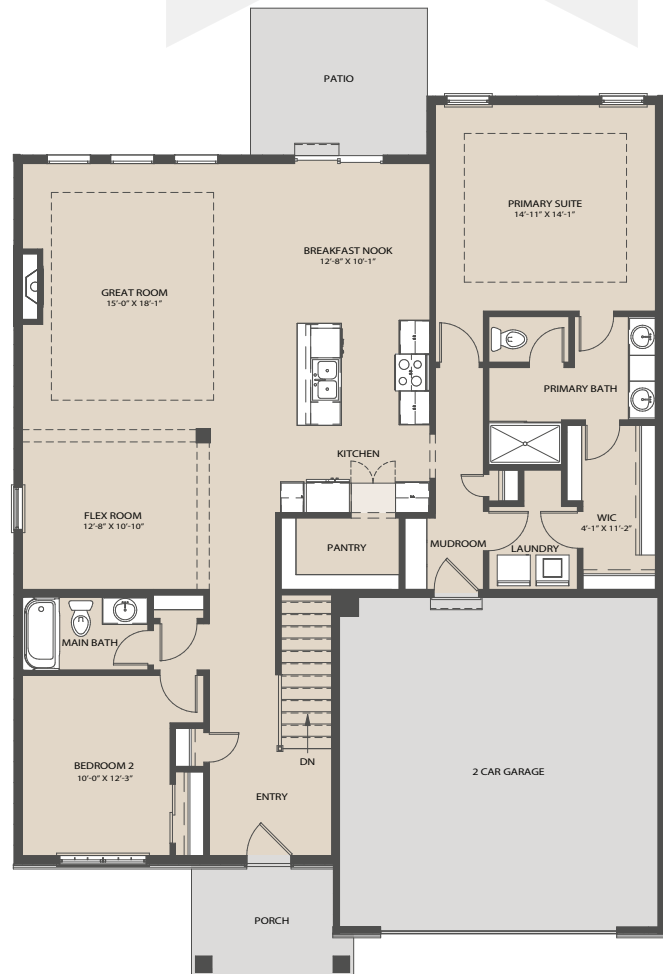 PATIO
PRIMARY SUITE
14'-11" X 14'-1"
BREAKFAST NOOK
12'-8" X 10'-1"
GREAT ROOM
15'-0" X 18'-1"
PRIMARY BATH
KITCHEN
FLEX ROOM
12'-8" X 10'-10"
WIC
4'-1" X 11'-2"
PANTRY
MUDROOM
LAUNDRY
MAIN BATH
DN
BEDROOM 2
10'-0" X 12'-3"
2 CAR GARAGE
ENTRY
PORCH